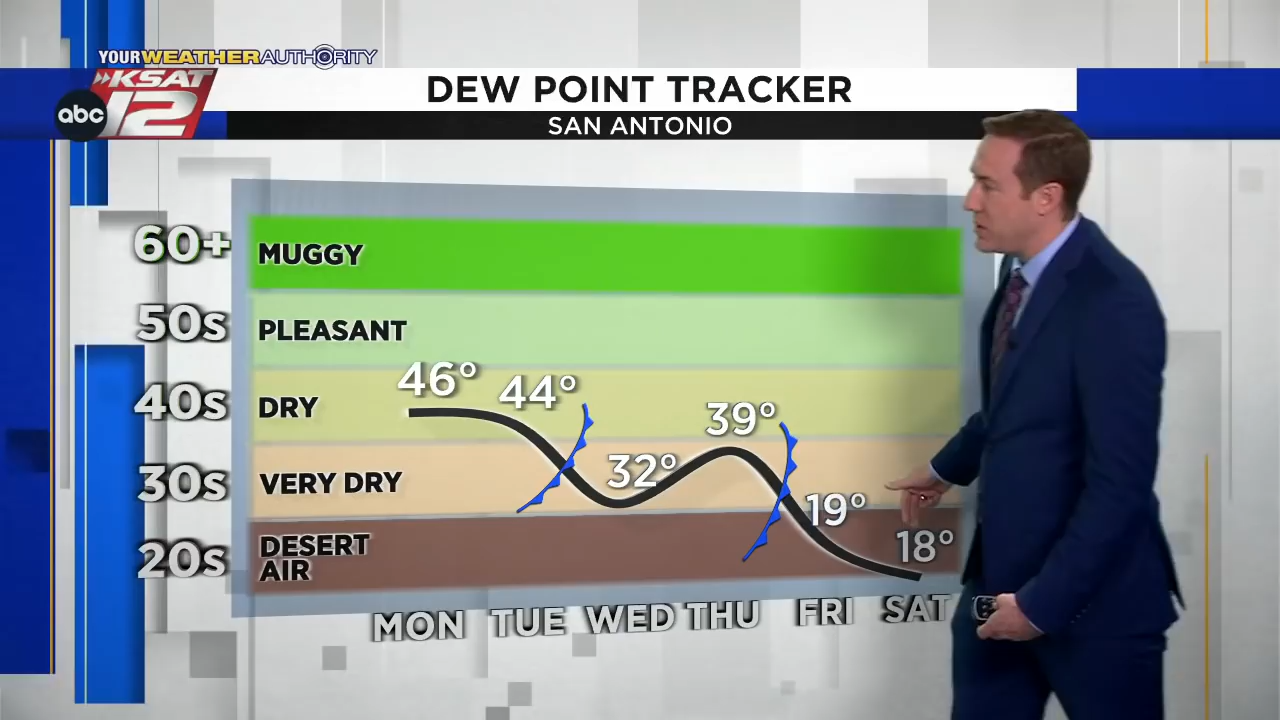 YOURWEATHERAUTHORITY
KSAT
abc 12
DEW POINT TRACKER
SAN ANTONIO
60+ MUGGY
50s PLEASANT
40s DRY
30s VERY DRY
20s DESERT
AIR
46° 44° 32° 39° 19° 18°
MON TUE WED THU FRI SAT